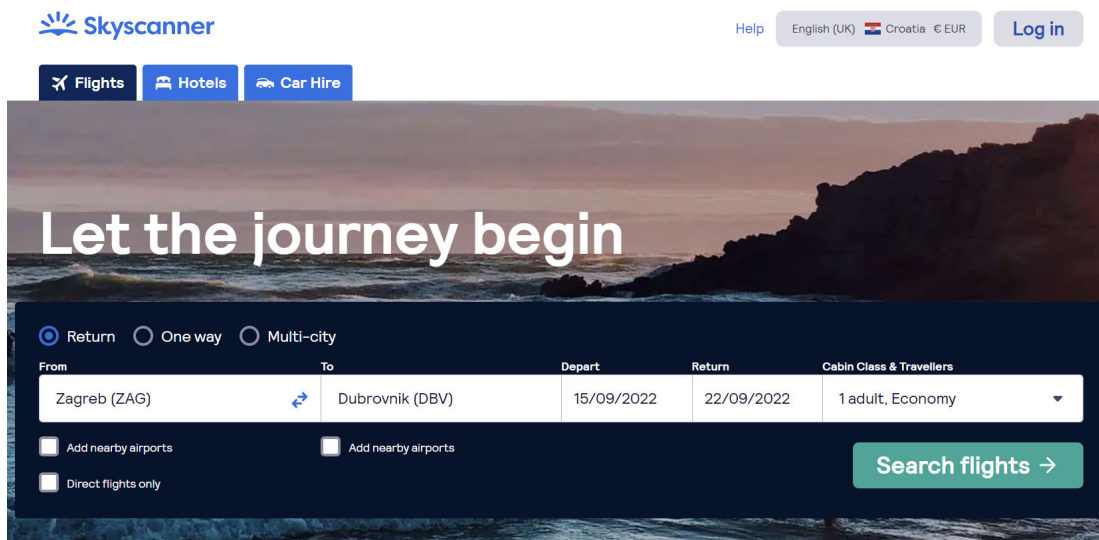 Skyscanner
Help English (UK) Croatia € EUR Log in
Flights Hotels Car Hire
Let the journey begin
Return One way Multi-city
From To Depart Return Cabin Class & Travellers
Zagreb (ZAG) Dubrovnik (DBV) 15/09/2022 22/09/2022 1 adult, Economy
Add nearby airports Add nearby airports
Search flights →
Direct flights only